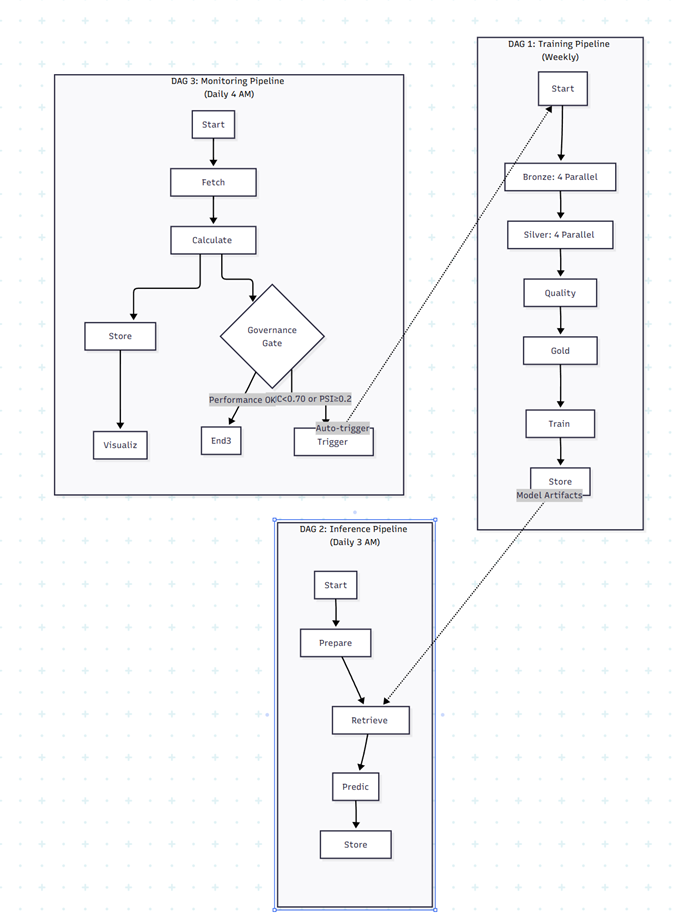 DAG 3: Monitoring Pipeline
(Daily 4 AM)
Start
Fetch
Calculate
Store
Governance
Gate
Performance OK
C<0.70 or PSI≥0.2
Visualiz
End3
Auto-trigger
Trigger
DAG 1: Training Pipeline
(Weekly)
Start
Bronze: 4 Parallel
Silver: 4 Parallel
Quality
Gold
Train
Store
Model Artifacts
DAG 2: Inference Pipeline
(Daily 3 AM)
Start
Prepare
Retrieve
Predic
Store